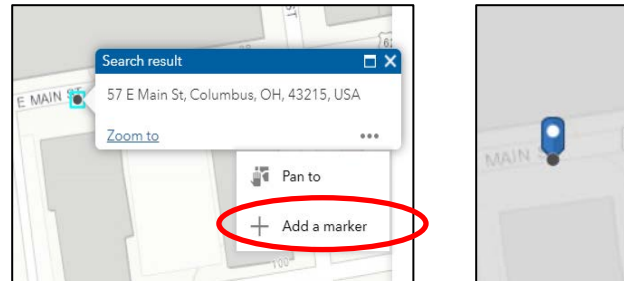 ST
Search result
E MAIN ST
57 E Main St, Columbus, OH, 43215, USA
Zoom to
Pan to
Add a marker
100
MAIN